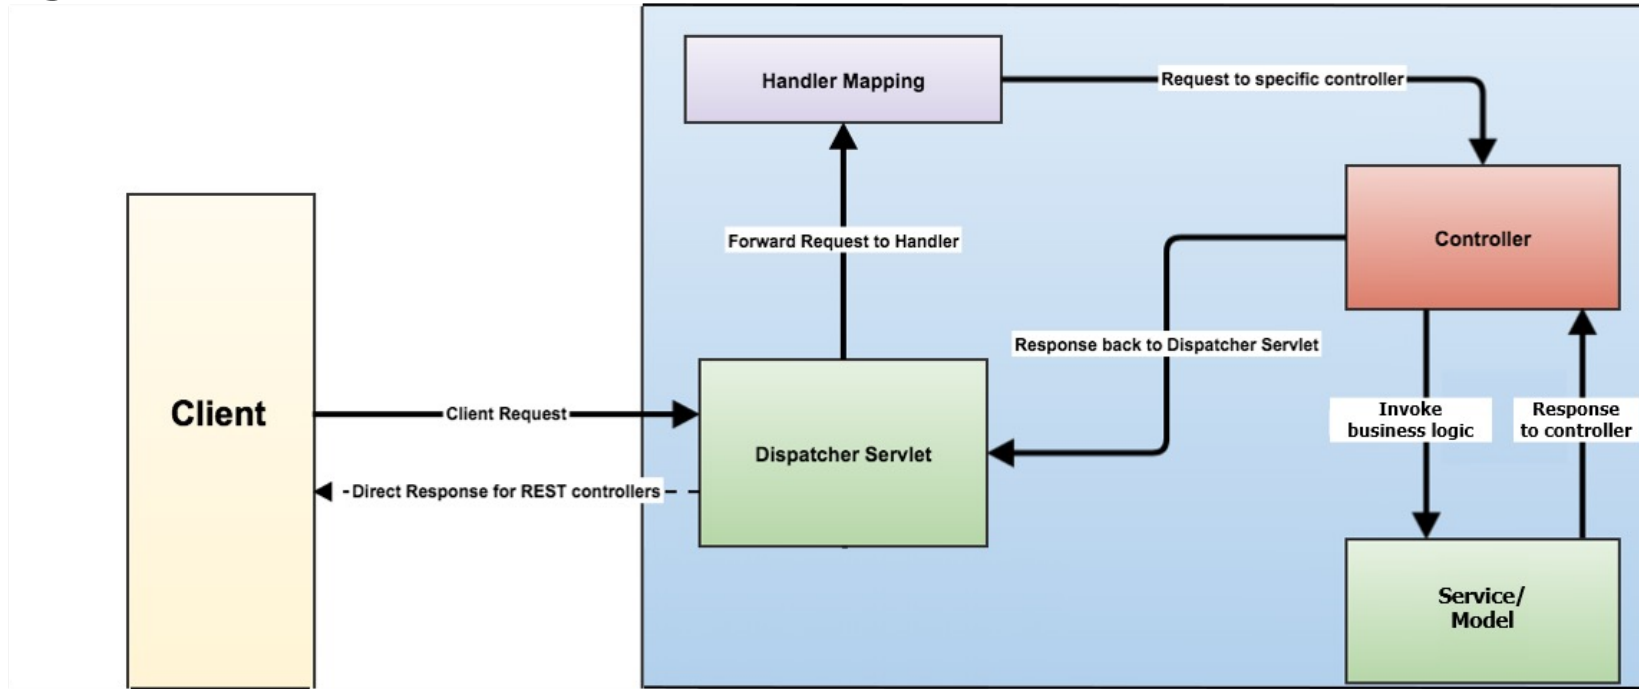 Handler Mapping
Request to specific controller
Forward Request to Handler
Controller
Response back to Dispatcher Servlet
Client
Client Request
Invoke
business logic
Response
to controller
Dispatcher Servlet
Direct Response for REST controllers
Service/
Model